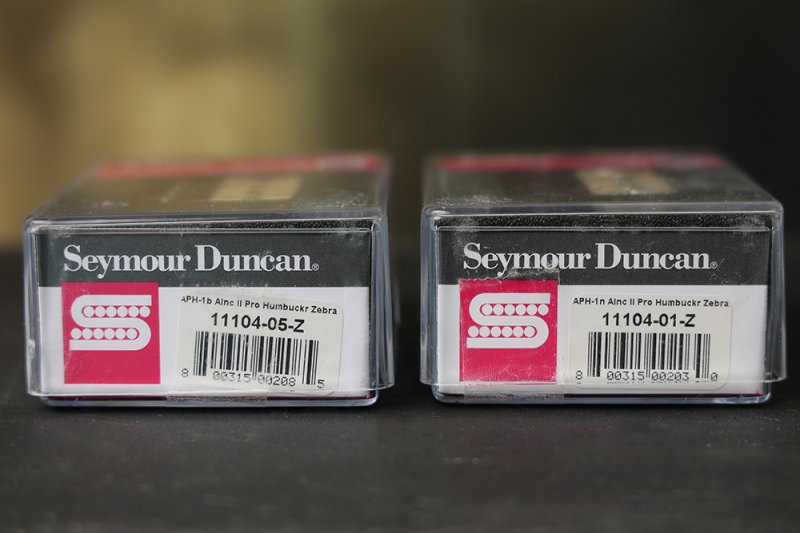 Seymour Duncan®
APH-1b Alnc II Pro Humbuckr Zebra
11104-05-Z
8 00315 00208 5
Seymour Duncan®
APH-1n Alnc II Pro Humbuckr Zebra
11104-01-Z
8 00315 00203 0